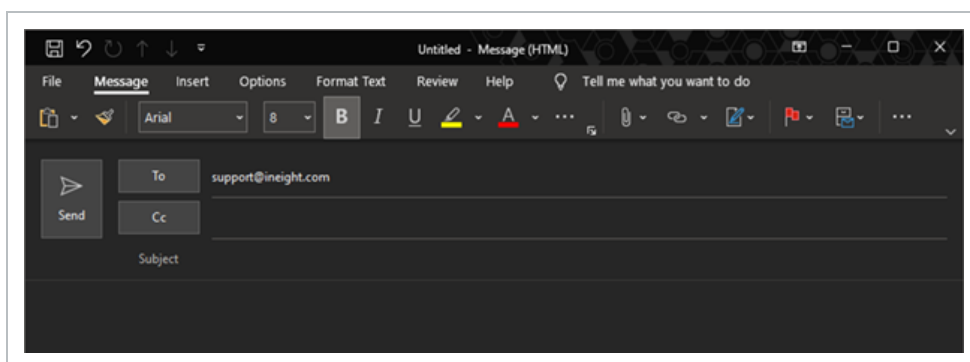 Untitled - Message (HTML)
File Message Insert Options Format Text Review Help Tell me what you want to do
Arial 8 B I U A
To support@ineight.com
Send Cc
Subject